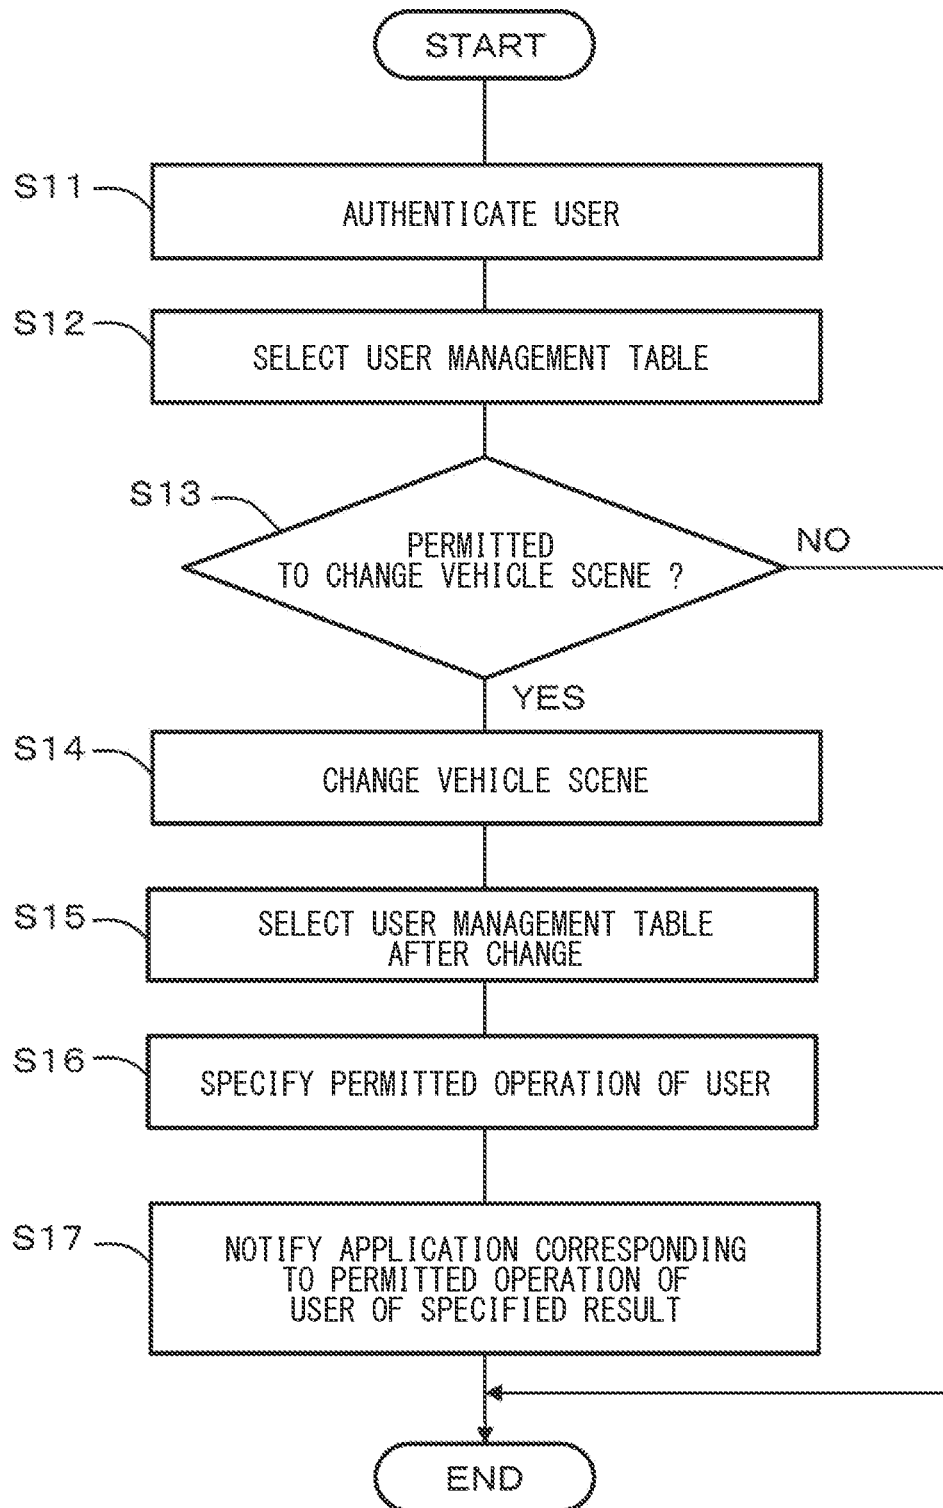 START
S11
AUTHENTICATE USER
S12
SELECT USER MANAGEMENT TABLE
S13
PERMITTED
TO CHANGE VEHICLE SCENE ?
NO
YES
S14
CHANGE VEHICLE SCENE
S15
SELECT USER MANAGEMENT TABLE
AFTER CHANGE
S16
SPECIFY PERMITTED OPERATION OF USER
S17
NOTIFY APPLICATION CORRESPONDING
TO PERMITTED OPERATION OF
USER OF SPECIFIED RESULT
END